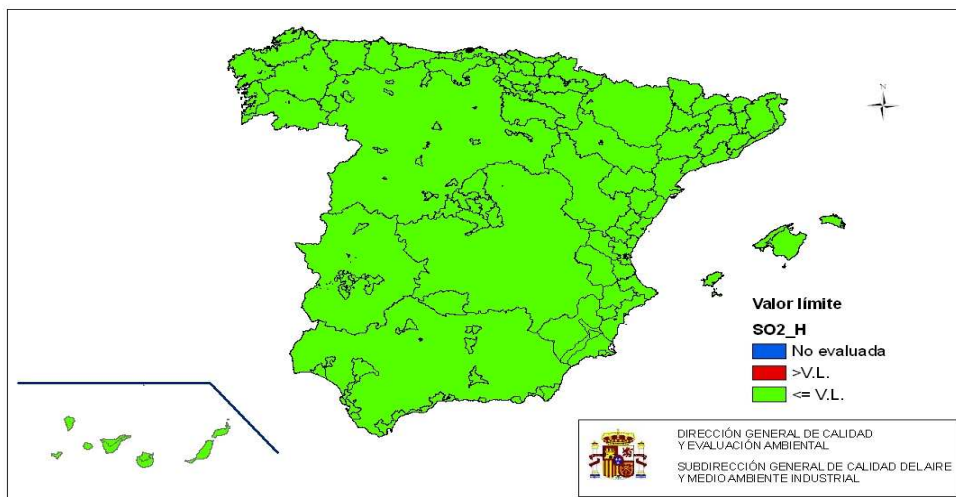 N
Valor límite
SO2_H
No evaluada
>V.L.
<= V.L.
DIRECCIÓN GENERAL DE CALIDAD
Y EVALUACIÓN AMBIENTAL
SUBDIRECCIÓN GENERAL DE CALIDAD DEL AIRE
Y MEDIO AMBIENTE INDUSTRIAL